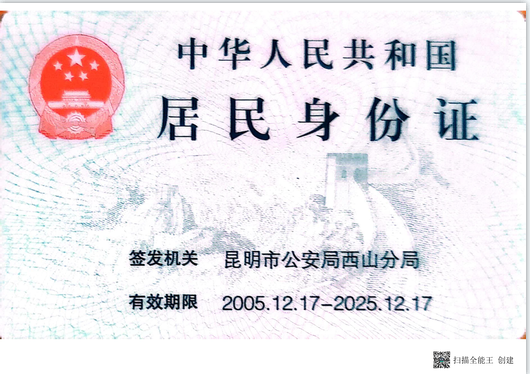 中华人民共和国
居民身份证
签发机关 昆明市公安局西山分局
有效期限 2005.12.17-2025.12.17
扫描全能王 创建